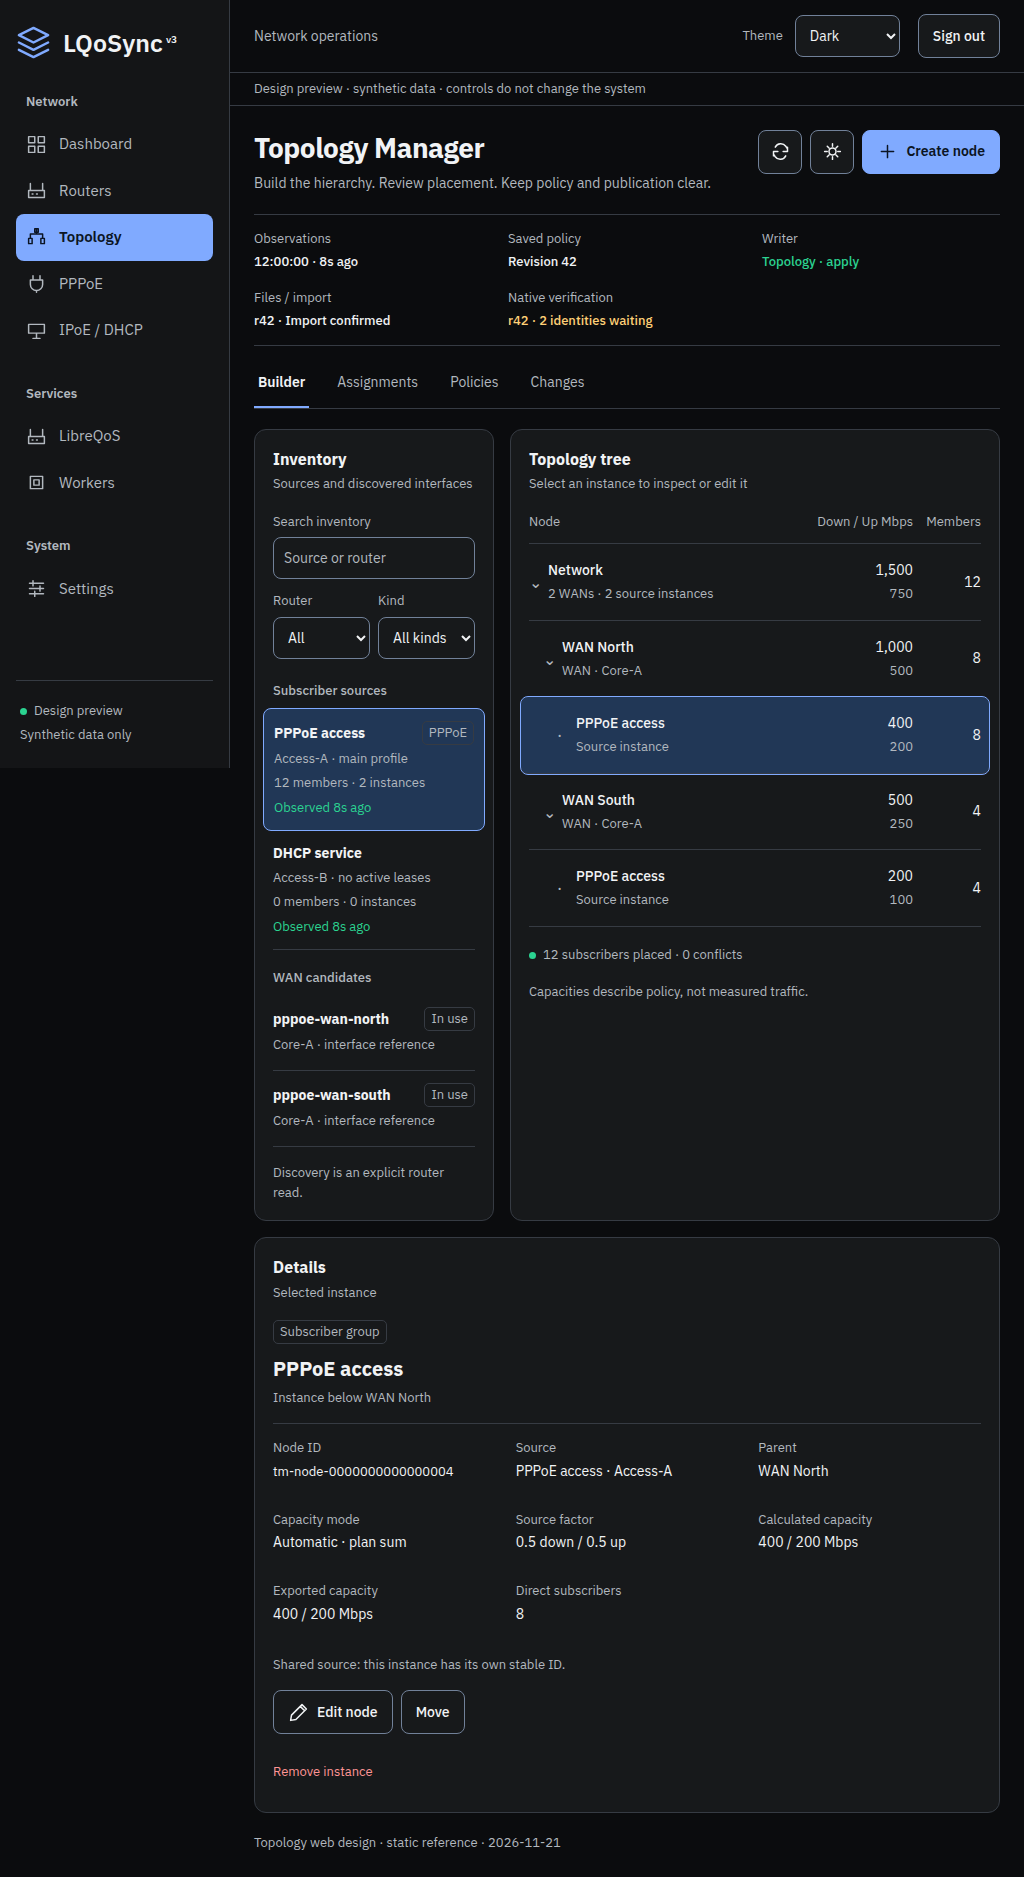 LQoSync v3
Network
Dashboard
Routers
Topology
PPPoE
IPoE / DHCP
Services
LibreQoS
Workers
System
Settings
Design preview
Synthetic data only
Network operations
Theme
Dark
Sign out
Design preview · synthetic data · controls do not change the system
Topology Manager
Build the hierarchy. Review placement. Keep policy and publication clear.
Create node
Observations
12:00:00 · 8s ago
Saved policy
Revision 42
Writer
Topology · apply
Files / import
r42 · Import confirmed
Native verification
r42 · 2 identities waiting
Builder
Assignments
Policies
Changes
Inventory
Sources and discovered interfaces
Search inventory
Source or router
Router
Kind
All
All kinds
Subscriber sources
PPPoE access
PPPoE
Access-A · main profile
12 members · 2 instances
Observed 8s ago
DHCP service
Access-B · no active leases
0 members · 0 instances
Observed 8s ago
WAN candidates
pppoe-wan-north
In use
Core-A · interface reference
pppoe-wan-south
In use
Core-A · interface reference
Discovery is an explicit router
read.
Topology tree
Select an instance to inspect or edit it
Node
Down / Up Mbps
Members
Network
2 WANs · 2 source instances
1,500
750
12
WAN North
WAN · Core-A
1,000
500
8
PPPoE access
Source instance
400
200
8
WAN South
WAN · Core-A
500
250
4
PPPoE access
Source instance
200
100
4
12 subscribers placed · 0 conflicts
Capacities describe policy, not measured traffic.
Details
Selected instance
Subscriber group
PPPoE access
Instance below WAN North
Node ID
tm-node-0000000000000004
Source
PPPoE access · Access-A
Parent
WAN North
Capacity mode
Automatic · plan sum
Source factor
0.5 down / 0.5 up
Calculated capacity
400 / 200 Mbps
Exported capacity
400 / 200 Mbps
Direct subscribers
8
Shared source: this instance has its own stable ID.
Edit node
Move
Remove instance
Topology web design · static reference · 2026-11-21